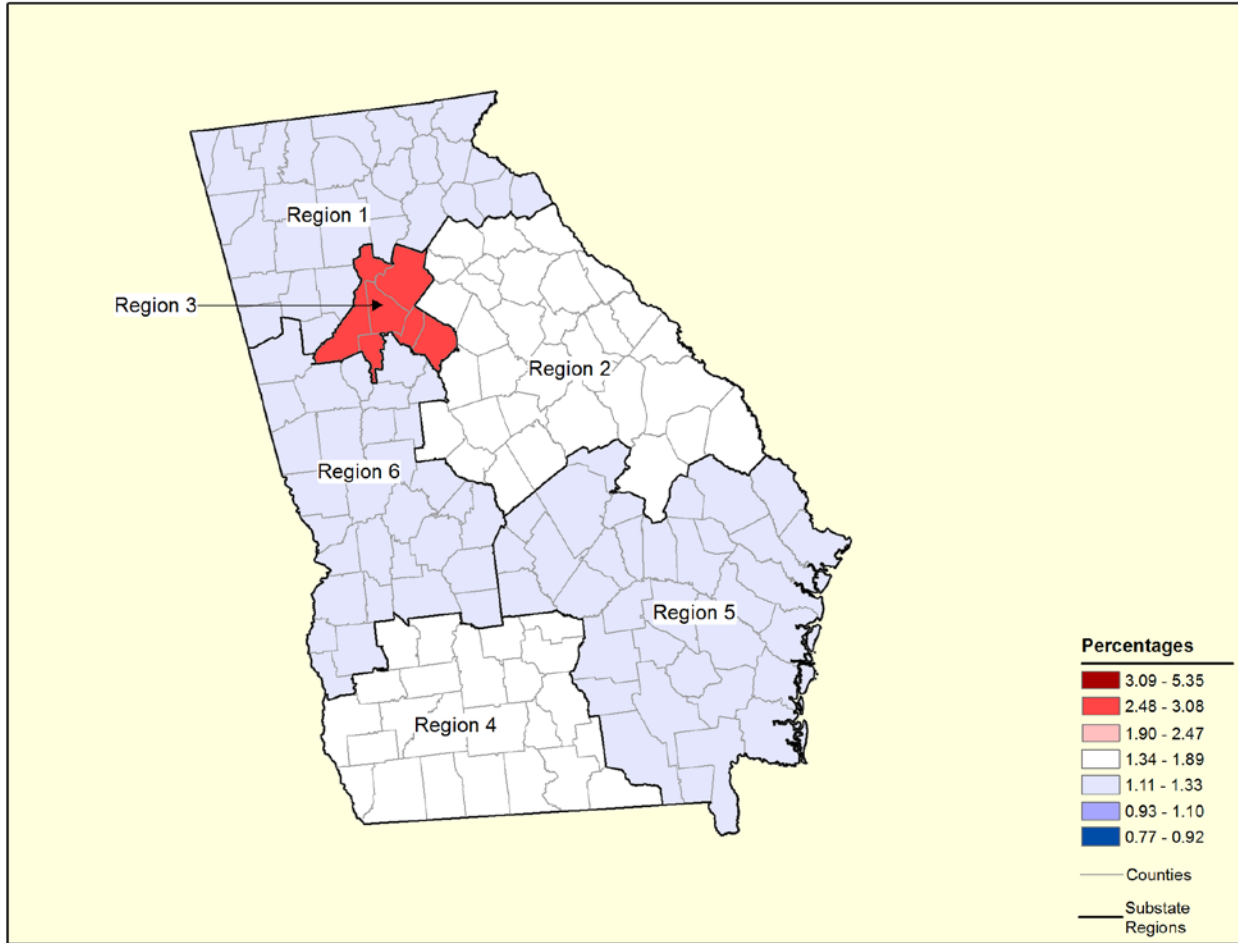 Region 1
Region 3
Region 2
Region 6
Region 5
Region 4
Percentages
3.09 - 5.35
2.48 - 3.08
1.90 - 2.47
1.34 - 1.89
1.11 - 1.33
0.93 - 1.10
0.77 - 0.92
Counties
Substate
Regions